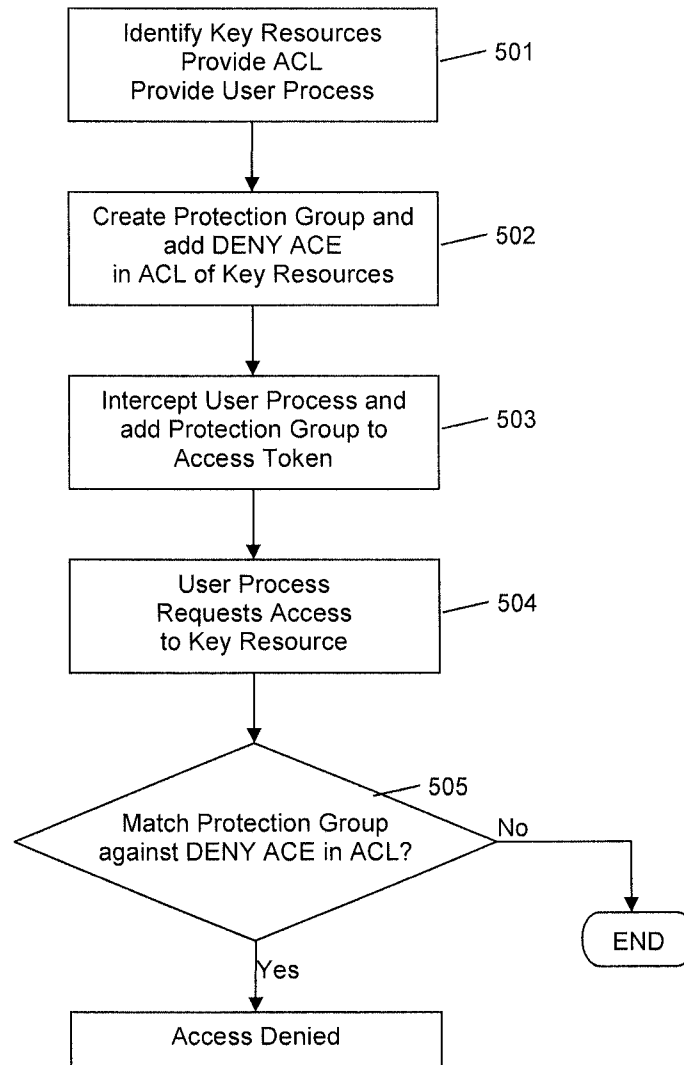 Identify Key Resources
Provide ACL
Provide User Process
501
Create Protection Group and
add DENY ACE
in ACL of Key Resources
502
Intercept User Process and
add Protection Group to
Access Token
503
User Process
Requests Access
to Key Resource
504
505
Match Protection Group
against DENY ACE in ACL?
No
END
Yes
Access Denied